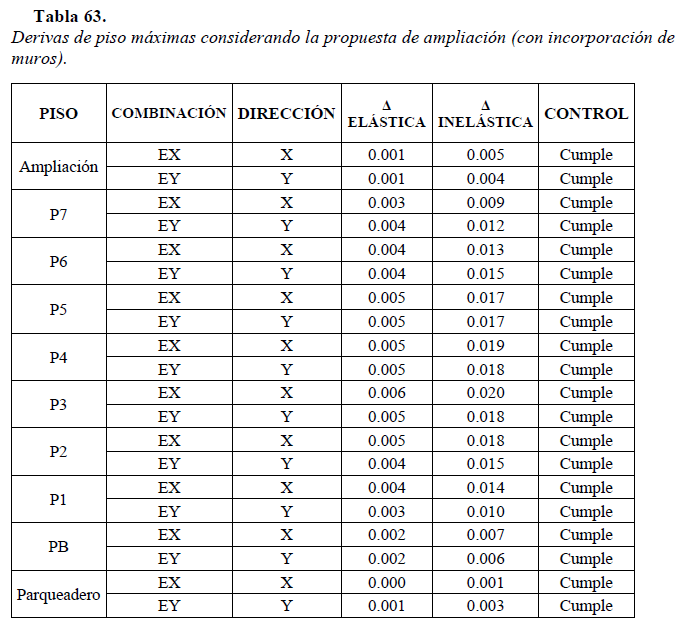 Tabla 63.
Derivas de piso máximas considerando la propuesta de ampliación (con incorporación de
muros).
PISO COMBINACIÓN DIRECCIÓN Δ ELÁSTICA Δ INELÁSTICA CONTROL
Ampliación EX X 0.001 0.005 Cumple
EY Y 0.001 0.004 Cumple
P7 EX X 0.003 0.009 Cumple
EY Y 0.004 0.012 Cumple
P6 EX X 0.004 0.013 Cumple
EY Y 0.004 0.015 Cumple
P5 EX X 0.005 0.017 Cumple
EY Y 0.005 0.017 Cumple
P4 EX X 0.005 0.019 Cumple
EY Y 0.005 0.018 Cumple
P3 EX X 0.006 0.020 Cumple
EY Y 0.005 0.018 Cumple
P2 EX X 0.005 0.018 Cumple
EY Y 0.004 0.015 Cumple
P1 EX X 0.004 0.014 Cumple
EY Y 0.003 0.010 Cumple
PB EX X 0.002 0.007 Cumple
EY Y 0.002 0.006 Cumple
Parqueadero EX X 0.000 0.001 Cumple
EY Y 0.001 0.003 Cumple